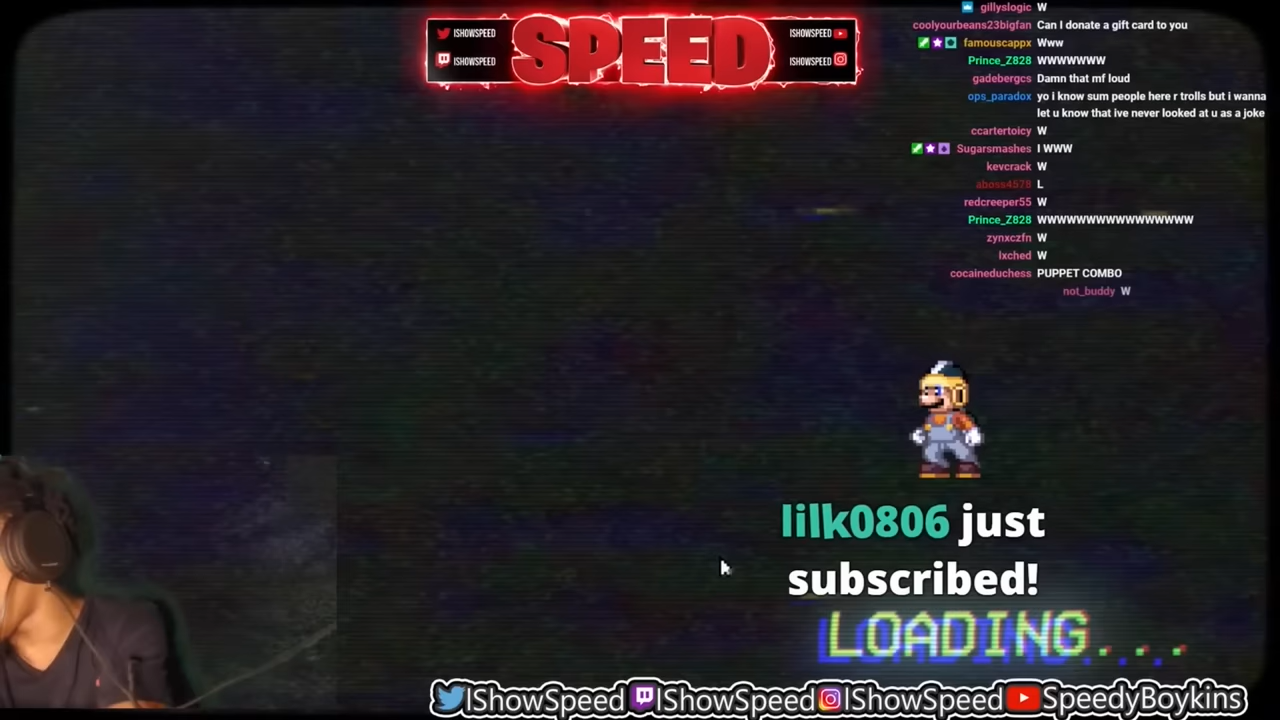 ISHOWSPEED
ISHOWSPEED
SPEED
ISHOWSPEED
ISHOWSPEED
gillyslogic W
coolyourbeans23bigfan Can I donate a gift card to you
famouscappx Www
Prince_Z828 WWWWWWW
gadebergcs Damn that mf loud
ops_paradox yo i know sum people here r trolls but i wanna
let u know that ive never looked at u as a joke
ccartertoicy W
Sugarsmashes I WWW
kevcrack W
aboss4578 L
redcreeper55 W
Prince_Z828 WWWWWWWWWWWWWWWW
zynxczfn W
lxched W
cocaineduchess PUPPET COMBO
not_buddy W
lilk0806 just
subscribed!
LOADING....
IShowSpeed IShowSpeed IShowSpeed SpeedyBoykins